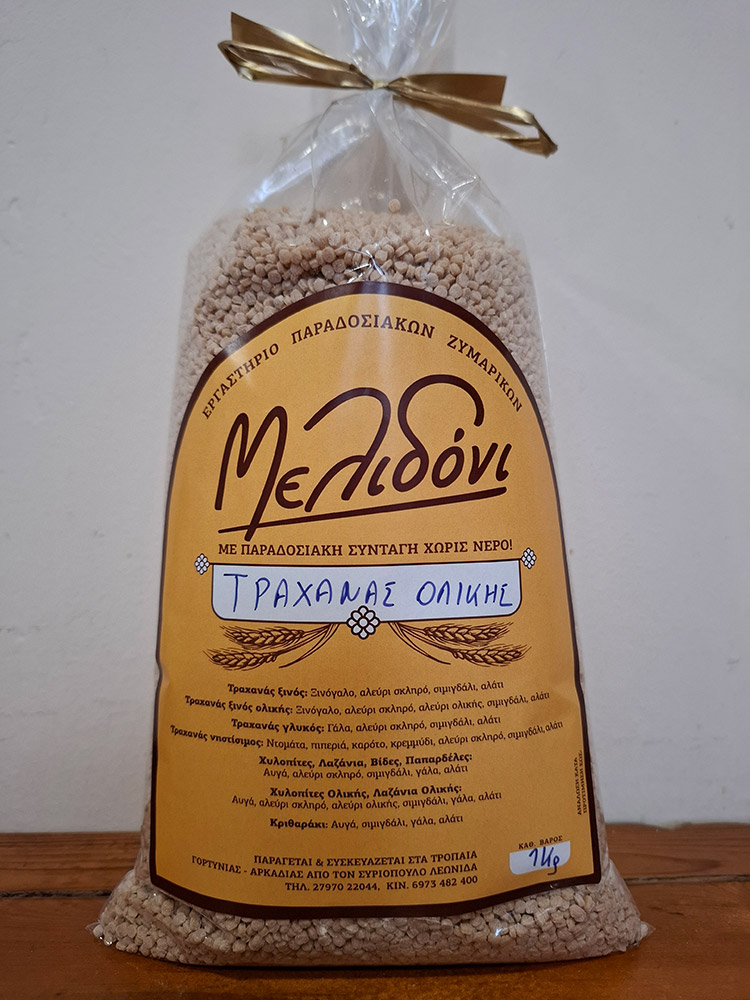 ΕΡΓΑΣΤΗΡΙΟ ΠΑΡΑΔΟΣΙΑΚΩΝ ΖΥΜΑΡΙΚΩΝ
Μελιδόνι
ΜΕ ΠΑΡΑΔΟΣΙΑΚΗ ΣΥΝΤΑΓΗ ΧΩΡΙΣ ΝΕΡΟ!
ΤΡΑΧΑΝΑΣ ΟΛΙΚΗΣ
Τραχανάς ξινός: Ξινόγαλο, αλεύρι σκληρό, σιμιγδάλι, αλάτι
Τραχανάς ξινός ολικής: Ξινόγαλο, αλεύρι σκληρό, αλεύρι ολικής, σιμιγδάλι, αλάτι
Τραχανάς γλυκός: Γάλα, αλεύρι σκληρό, σιμιγδάλι, αλάτι
Τραχανάς νηστίσιμος: Ντομάτα, πιπεριά, καρότο, κρεμμύδι, αλεύρι σκληρό, σιμιγδάλι, αλάτι
Χυλοπίτες, Λαζάνια, Βίδες, Παπαρδέλες:
Αυγά, αλεύρι σκληρό, σιμιγδάλι, γάλα, αλάτι
Χυλοπίτες Ολικής, Λαζάνια Ολικής:
Αυγά, αλεύρι σκληρό, αλεύρι ολικής, σιμιγδάλι, γάλα, αλάτι
Κριθαράκι: Αυγά, σιμιγδάλι, γάλα, αλάτι
ΑΝΑΛΩΣΗ ΚΑΤΑ
ΠΡΟΤΙΜΗΣΗ ΕΩΣ:
ΚΑΘ. ΒΑΡΟΣ
1Kg
ΠΑΡΑΓΕΤΑΙ & ΣΥΣΚΕΥΑΖΕΤΑΙ ΣΤΑ ΤΡΟΠΑΙΑ
ΓΟΡΤΥΝΙΑΣ - ΑΡΚΑΔΙΑΣ ΑΠΟ ΤΟΝ ΣΥΡΙΟΠΟΥΛΟ ΛΕΩΝΙΔΑ
ΤΗΛ. 27970 22044, ΚΙΝ. 6973 482 400